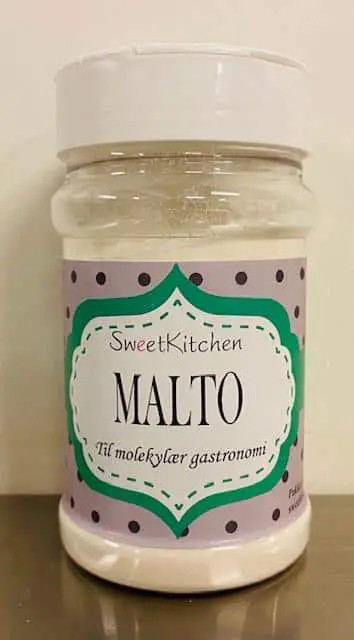 SweetKitchen
MALTO
Til molekylær gastronomi